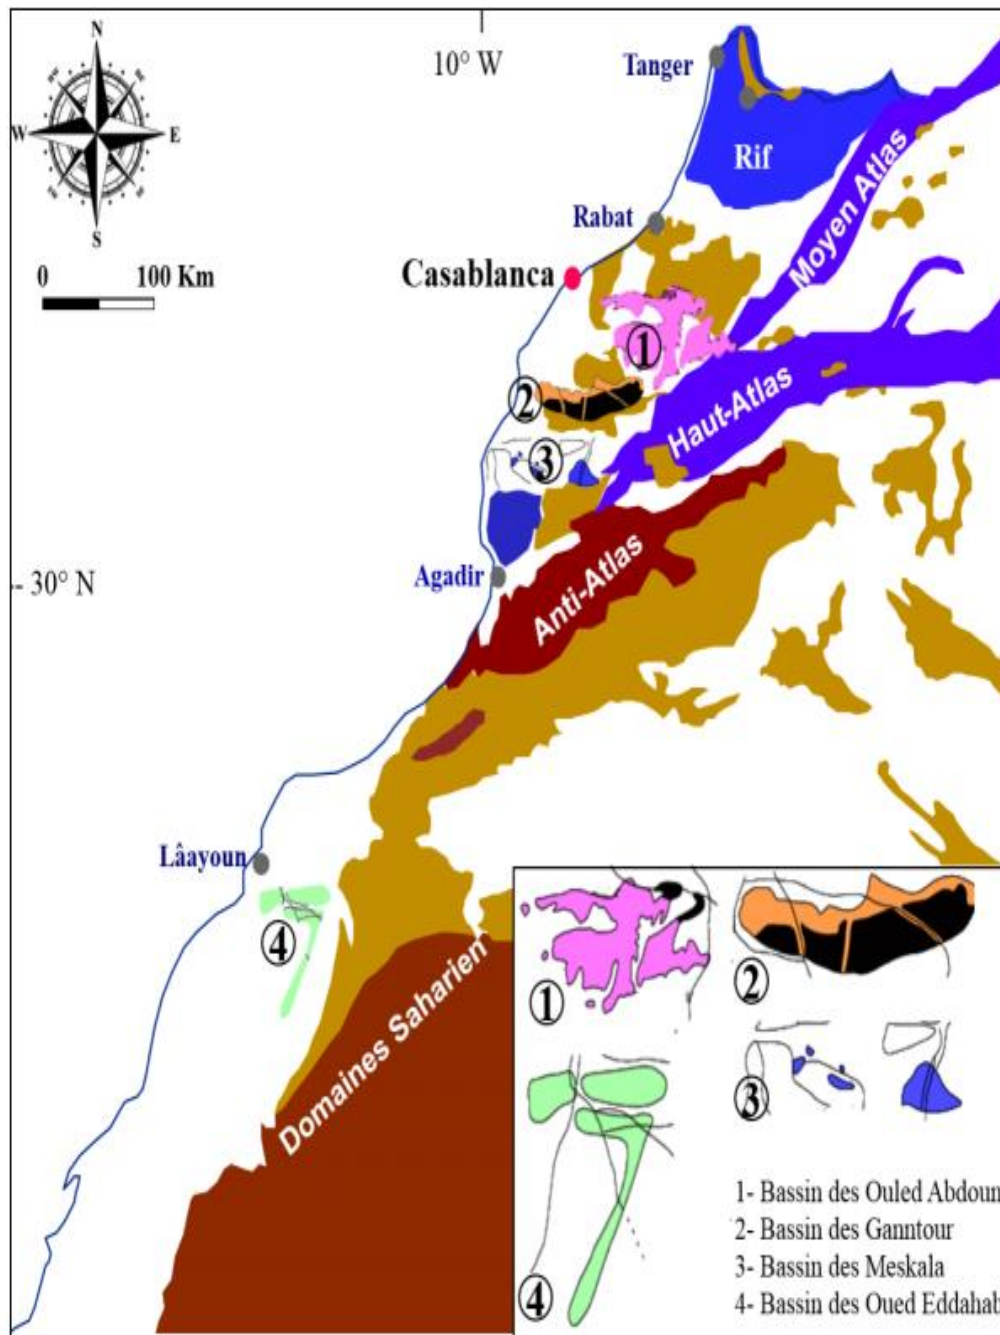 N
W
E
S
0 100 Km
10° W
30° N
Tanger
Rif
Rabat
Casablanca
Moyen Atlas
1
2
Haut-Atlas
3
Agadir
Anti-Atlas
Lâayoun
4
Domaines Saharien
1
2
3
4
1- Bassin des Ouled Abdoun
2- Bassin des Ganntour
3- Bassin des Meskala
4- Bassin des Oued Eddahab